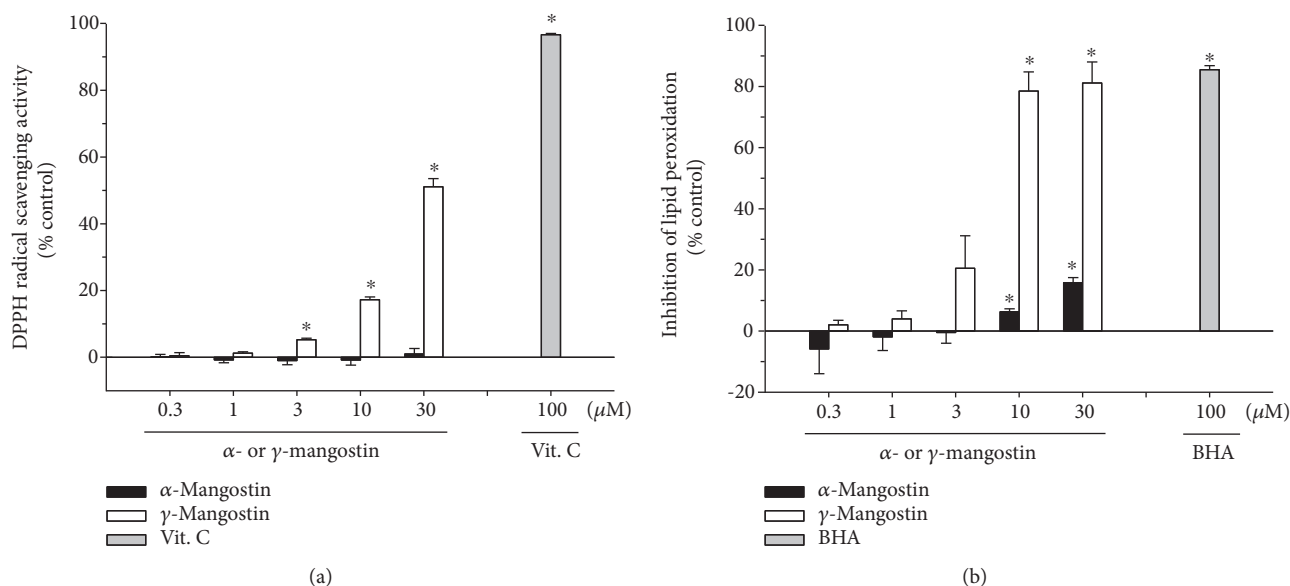 DPPH radical scavenging activity
(% control)
100
80
60
40
20
0
*
*
*
*
0.3 1 3 10 30 100 (μM)
α- or γ-mangostin Vit. C
α-Mangostin
γ-Mangostin
Vit. C
(a)
Inhibition of lipid peroxidation
(% control)
100
80
60
40
20
0
-20
*
*
*
*
*
0.3 1 3 10 30 100 (μM)
α- or γ-mangostin BHA
α-Mangostin
γ-Mangostin
BHA
(b)